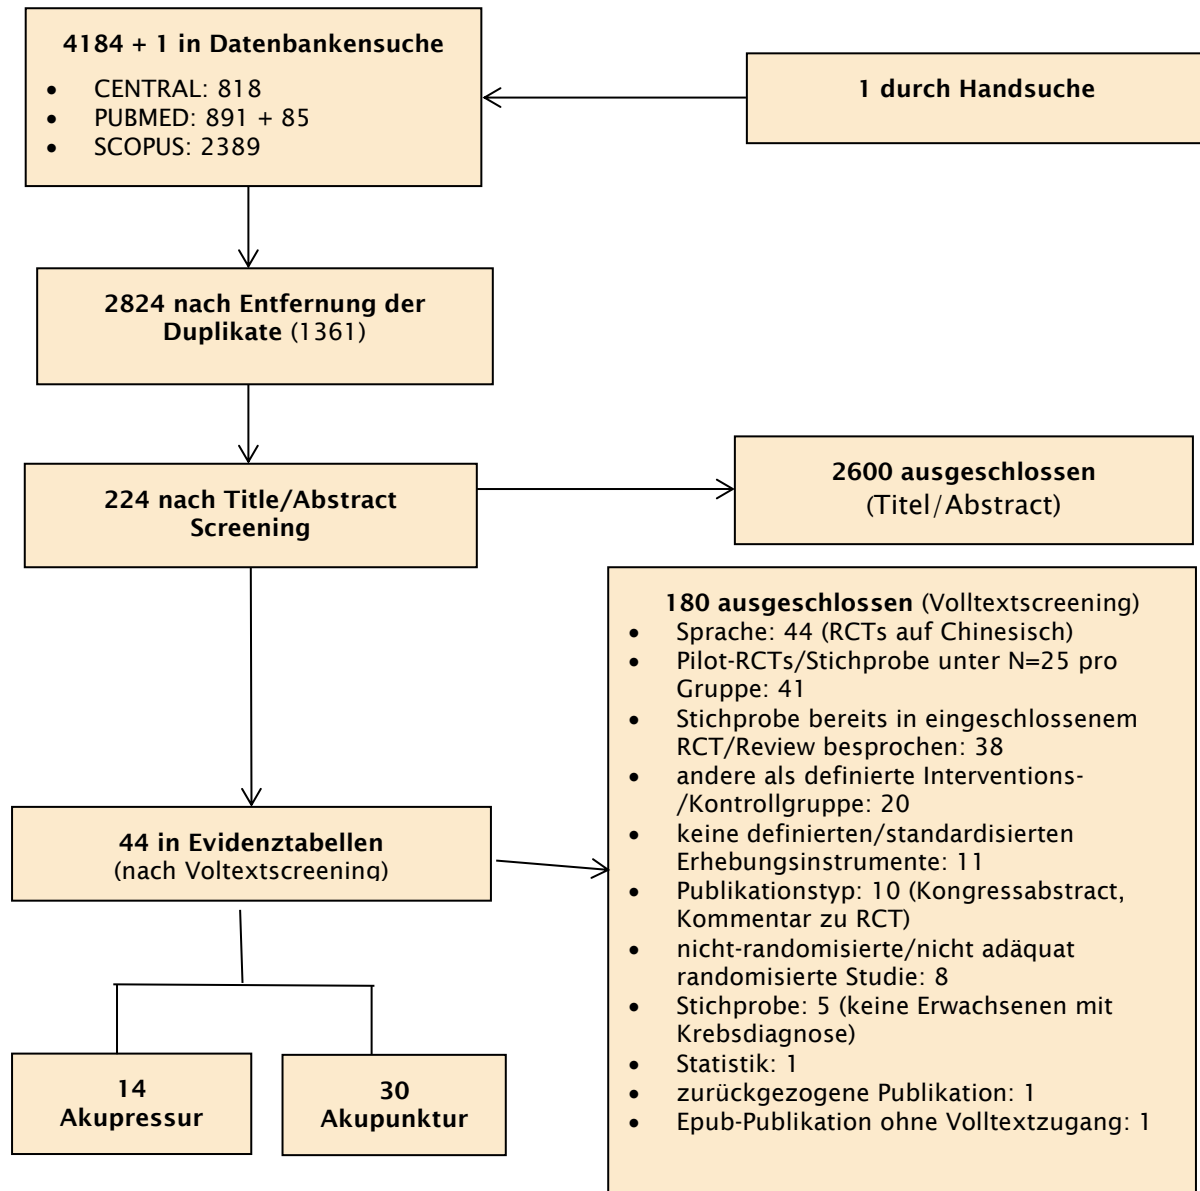 4184 + 1 in Datenbankensuche
• CENTRAL: 818
• PUBMED: 891 + 85
• SCOPUS: 2389
1 durch Handsuche
2824 nach Entfernung der
Duplikate (1361)
224 nach Title/Abstract
Screening
2600 ausgeschlossen
(Titel/Abstract)
180 ausgeschlossen (Volltextscreening)
• Sprache: 44 (RCTs auf Chinesisch)
• Pilot-RCTs/Stichprobe unter N=25 pro
Gruppe: 41
• Stichprobe bereits in eingeschlossenem
RCT/Review besprochen: 38
• andere als definierte Interventions-
/Kontrollgruppe: 20
• keine definierten/standardisierten
Erhebungsinstrumente: 11
• Publikationstyp: 10 (Kongressabstract,
Kommentar zu RCT)
• nicht-randomisierte/nicht adäquat
randomisierte Studie: 8
• Stichprobe: 5 (keine Erwachsenen mit
Krebsdiagnose)
• Statistik: 1
• zurückgezogene Publikation: 1
• Epub-Publikation ohne Volltextzugang: 1
44 in Evidenztabellen
(nach Voltextscreening)
14
Akupressur
30
Akupunktur